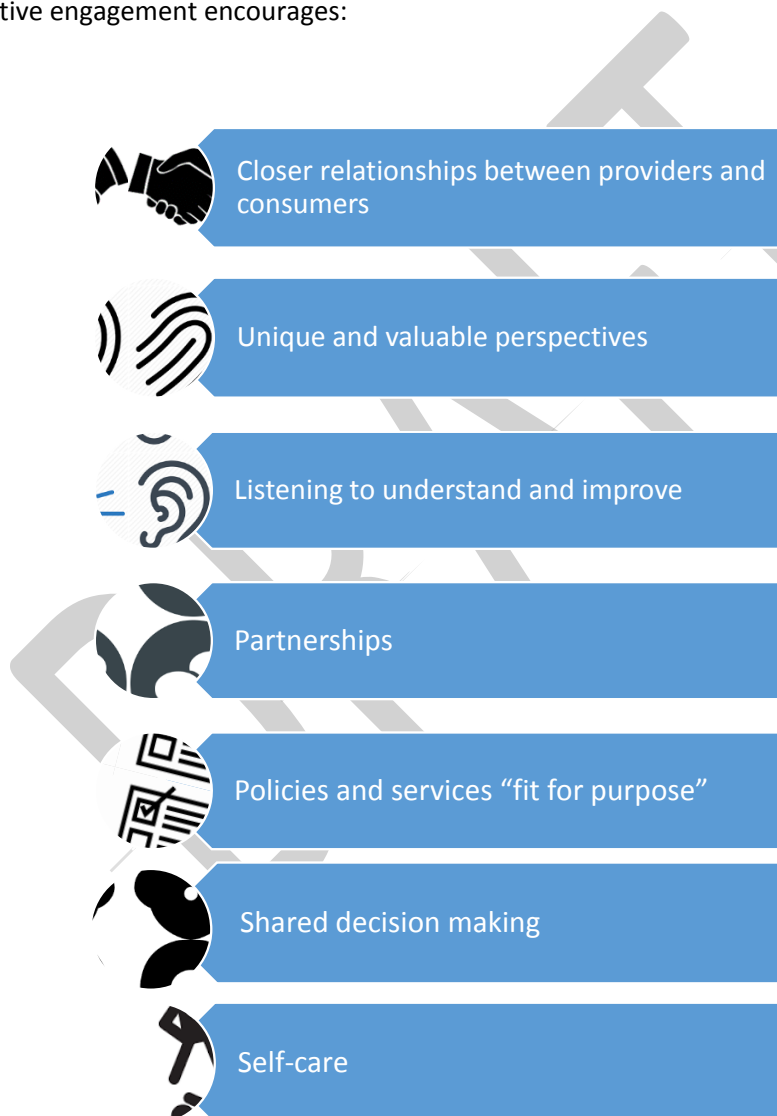 tive engagement encourages:
Closer relationships between providers and
consumers
Unique and valuable perspectives
Listening to understand and improve
Partnerships
Policies and services “fit for purpose”
Shared decision making
Self-care